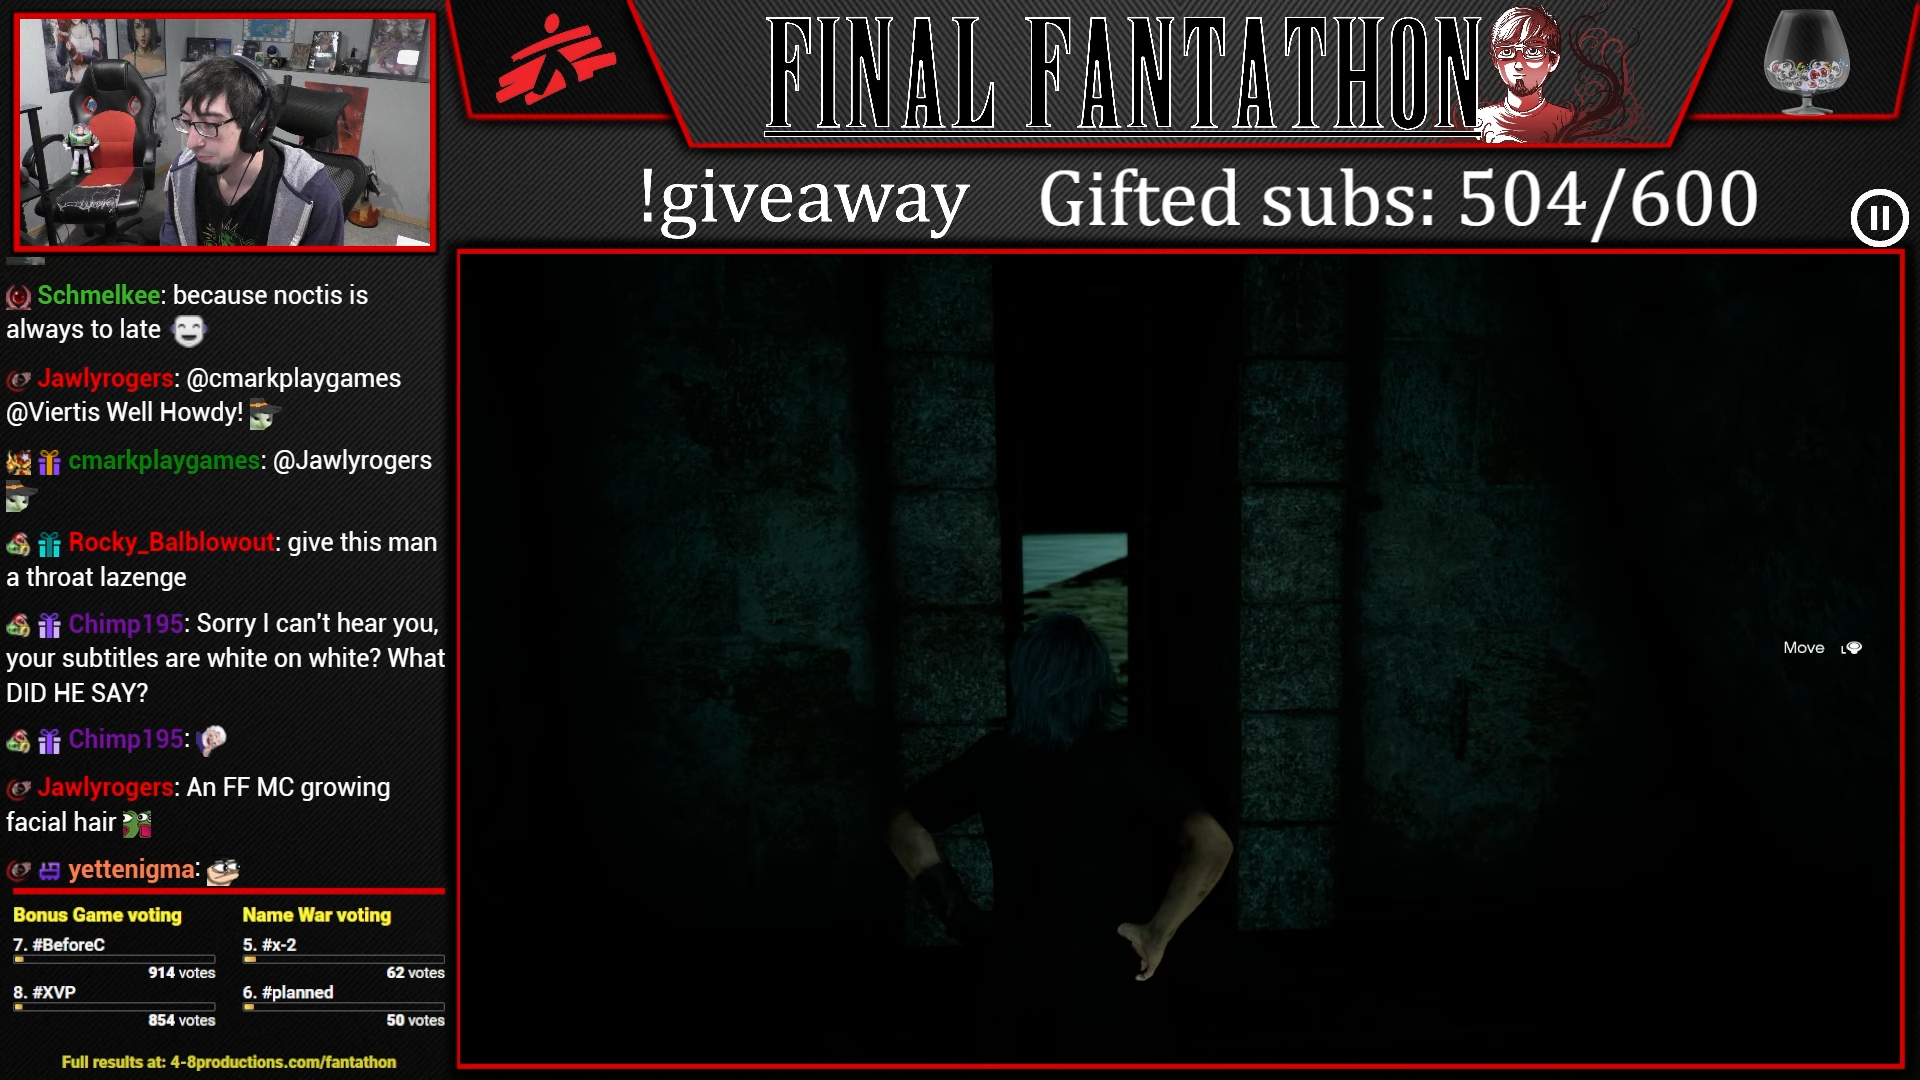 FINAL FANTATHON
!giveaway Gifted subs: 504/600
Schmelkee: because noctis is
always to late
Jawlyrogers: @cmarkplaygames
@Viertis Well Howdy!
cmarkplaygames: @Jawlyrogers
Rocky_Balblowout: give this man
a throat lazenge
Chimp195: Sorry I can't hear you,
your subtitles are white on white? What
DID HE SAY?
Chimp195:
Jawlyrogers: An FF MC growing
facial hair
yettenigma:
Move L
Bonus Game voting
7. #BeforeC
914 votes
8. #XVP
854 votes
Name War voting
5. #x-2
62 votes
6. #planned
50 votes
Full results at: 4-8productions.com/fantathon